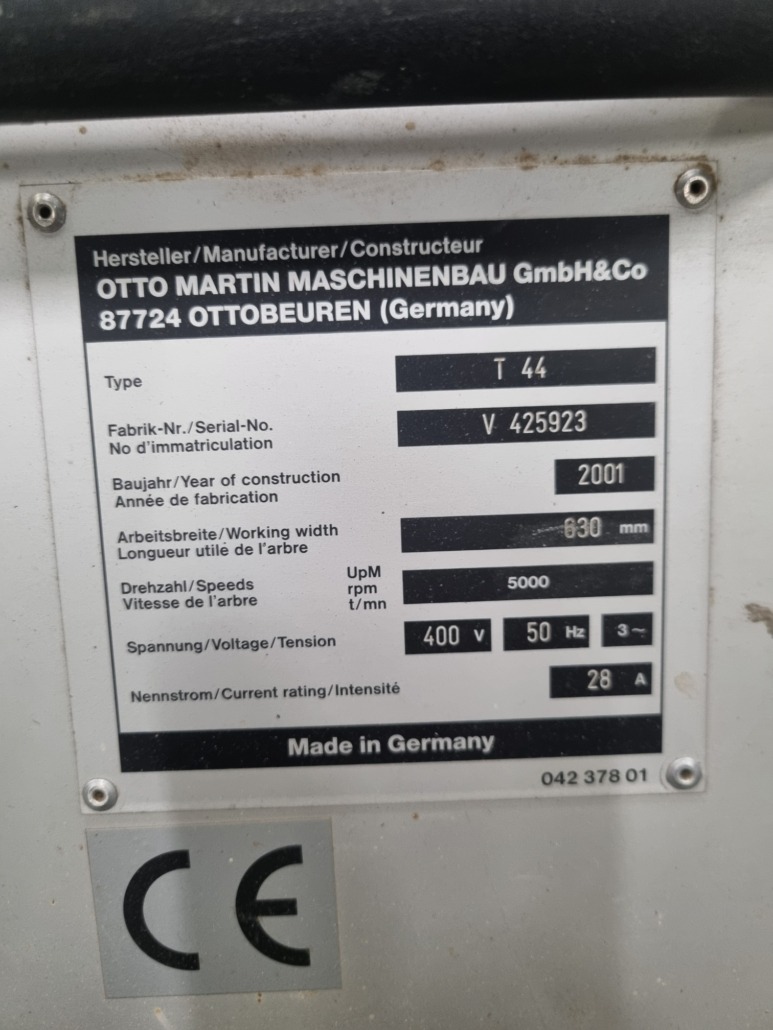 Hersteller/Manufacturer/Constructeur
OTTO MARTIN MASCHINENBAU GmbH&Co
87724 OTTOBEUREN (Germany)
Type T 44
Fabrik-Nr./Serial-No. V 425923
No d'immatriculation
Baujahr/Year of construction 2001
Année de fabrication
Arbeitsbreite/Working width 630 mm
Longueur utile de l'arbre
Drehzahl/Speeds UpM
rpm 5000
Vitesse de l'arbre t/mn
Spannung/Voltage/Tension 400 V 50 Hz 3~
Nennstrom/Current rating/Intensité 28 A
Made in Germany
042 378 01
CE